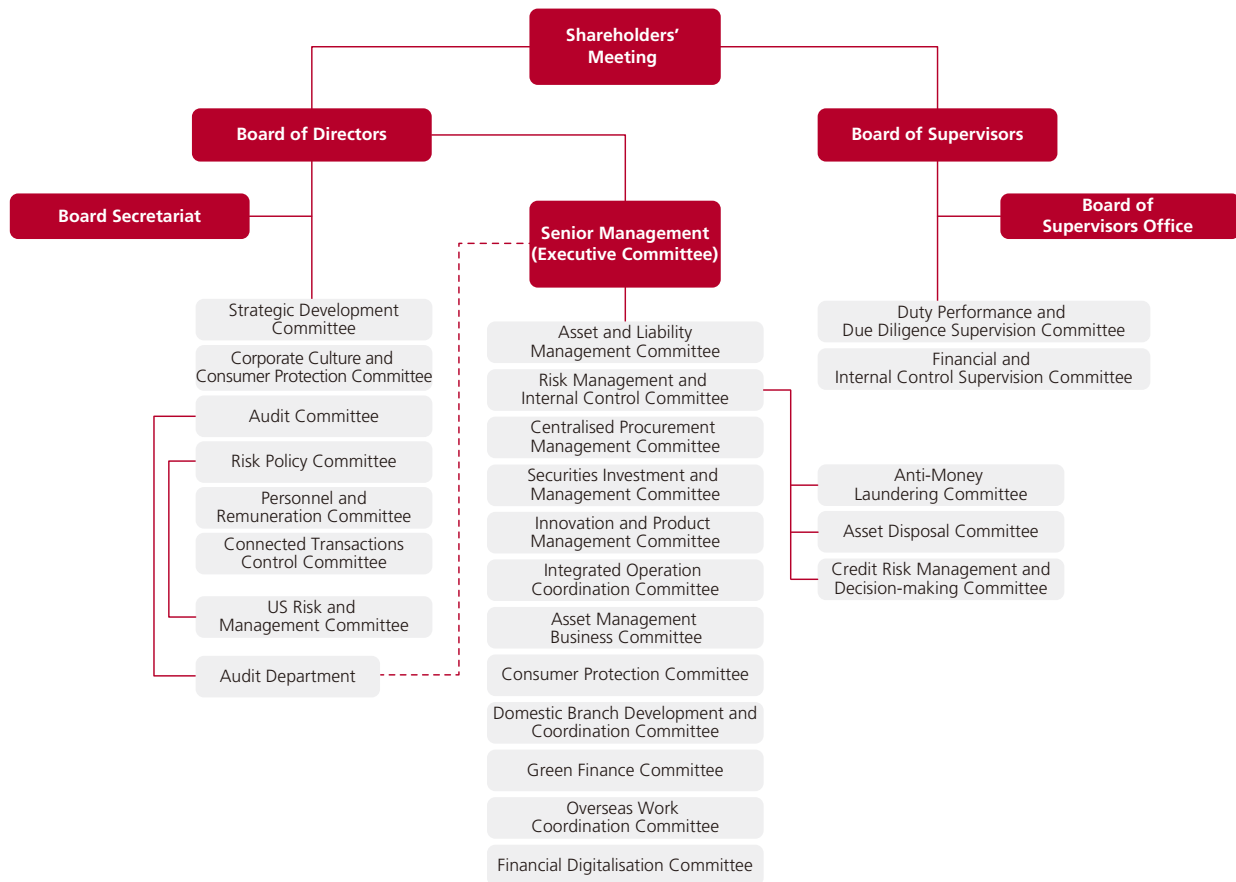 Shareholders'
Meeting
Board of Directors
Board of Supervisors
Board Secretariat
Board of
Supervisors Office
Senior Management
(Executive Committee)
Strategic Development
Committee
Corporate Culture and
Consumer Protection Committee
Audit Committee
Risk Policy Committee
Personnel and
Remuneration Committee
Connected Transactions
Control Committee
US Risk and
Management Committee
Audit Department
Asset and Liability
Management Committee
Risk Management and
Internal Control Committee
Centralised Procurement
Management Committee
Securities Investment and
Management Committee
Innovation and Product
Management Committee
Integrated Operation
Coordination Committee
Asset Management
Business Committee
Consumer Protection Committee
Domestic Branch Development and
Coordination Committee
Green Finance Committee
Overseas Work
Coordination Committee
Financial Digitalisation Committee
Duty Performance and
Due Diligence Supervision Committee
Financial and
Internal Control Supervision Committee
Anti-Money
Laundering Committee
Asset Disposal Committee
Credit Risk Management and
Decision-making Committee